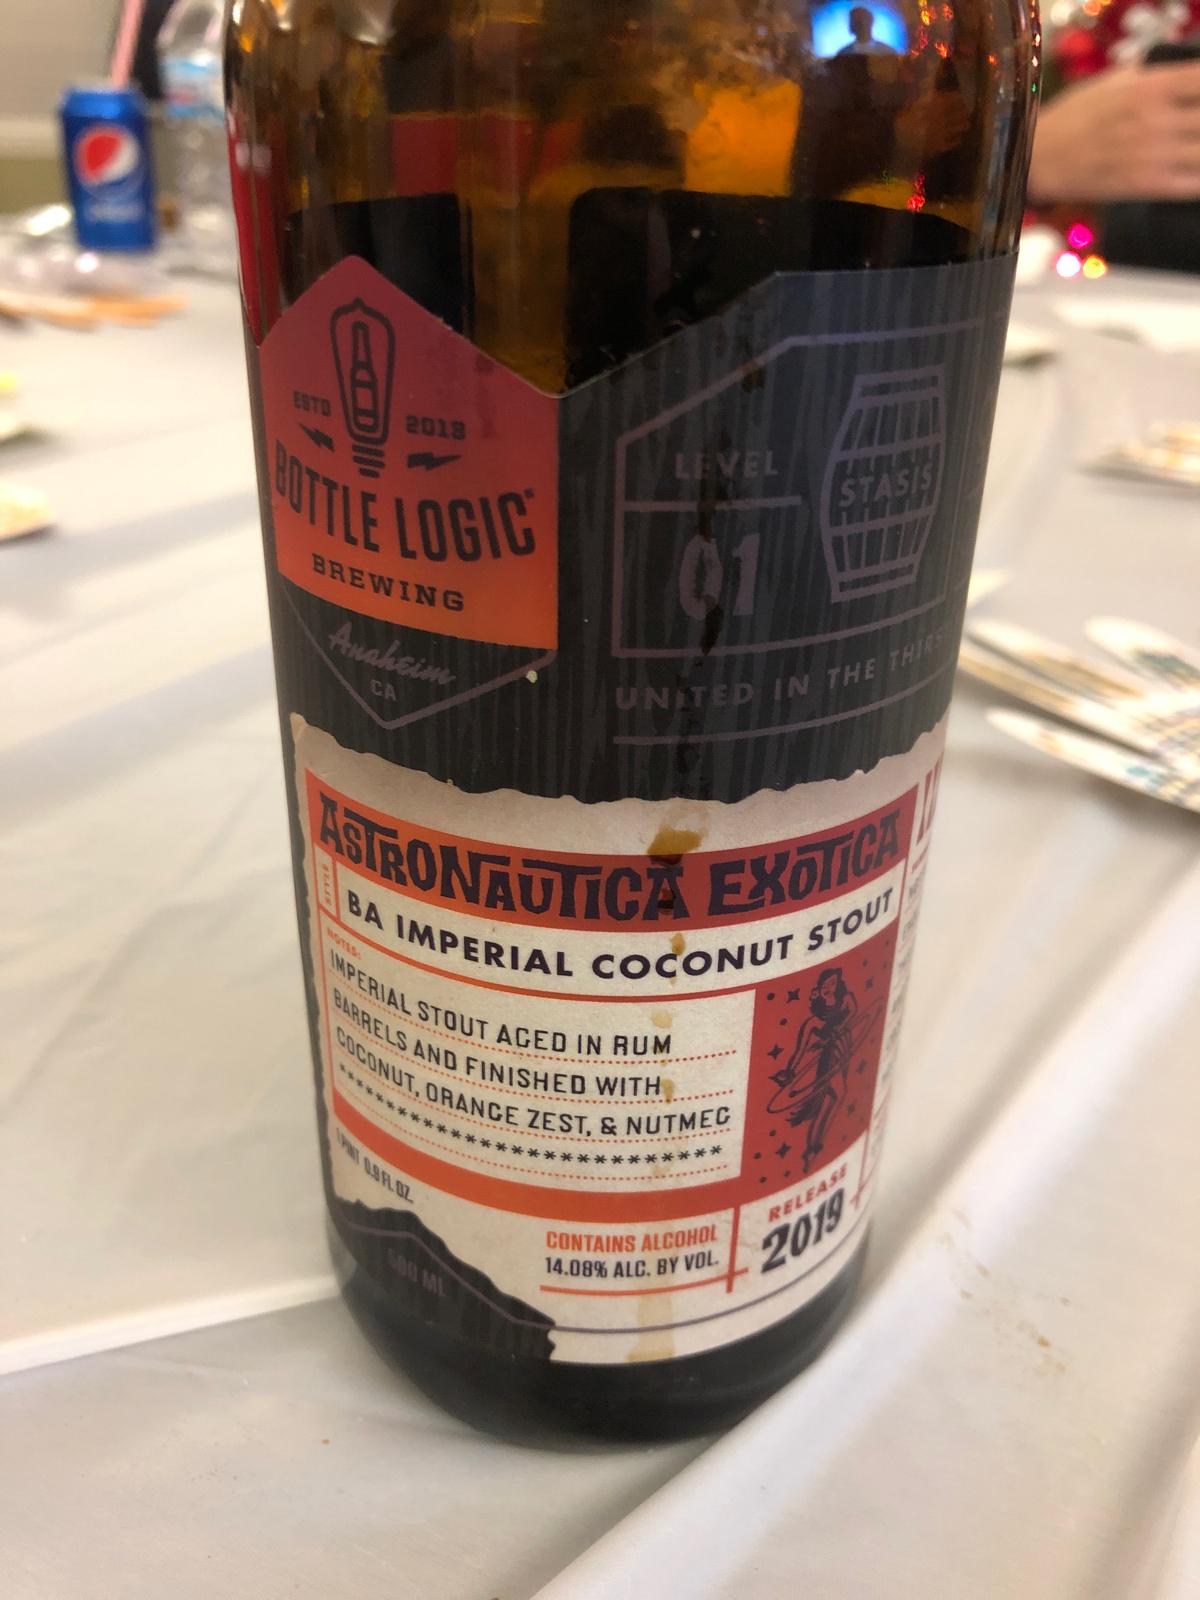 ESTD 2013
BOTTLE LOGIC
BREWING
Anaheim
CA
LEVEL
01
STASIS
UNITED IN THE
ASTRONAUTICA EXOTICA
STYLE
BA IMPERIAL COCONUT STOUT
NOTES:
IMPERIAL STOUT AGED IN RUM
BARRELS AND FINISHED WITH
COCONUT, ORANGE ZEST, & NUTMEG
**************************
1 PINT 0.9 FL OZ.
500 ML
CONTAINS ALCOHOL
14.08% ALC. BY VOL.
RELEASE
2019